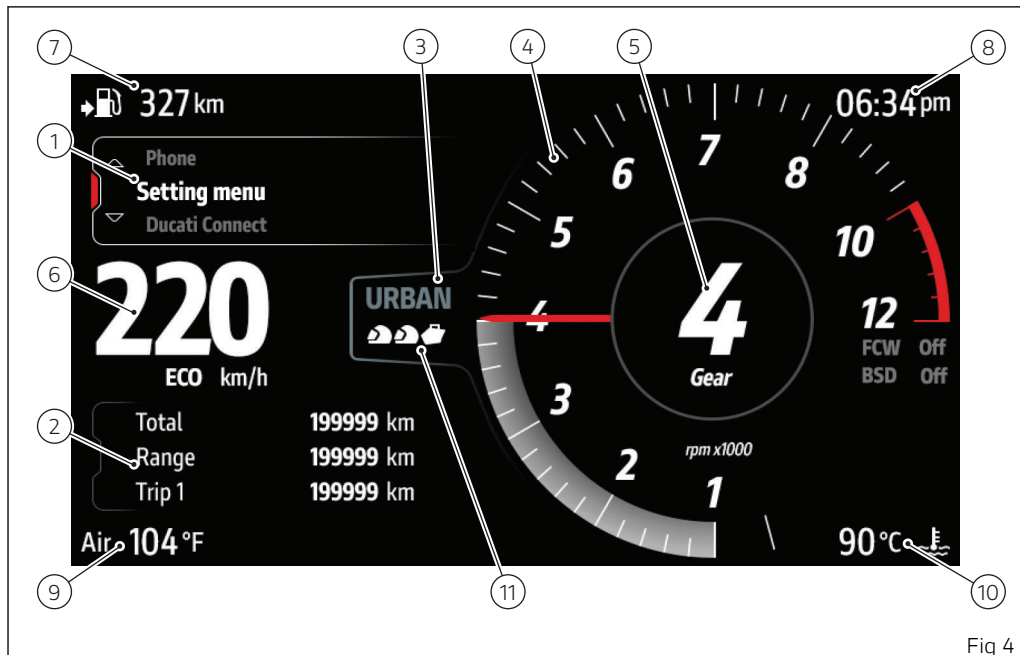 7
3
4
5
8
327 km
06:34 pm
1
Phone
Setting menu
Ducati Connect
6
220
ECO km/h
URBAN
11
2
Total 199999 km
Range 199999 km
Trip 1 199999 km
Air 104 °F
9
1
2
3
4
5
6
7
8
10
12
rpm x1000
4
Gear
FCW Off
BSD Off
90 °C
10
Fig 4